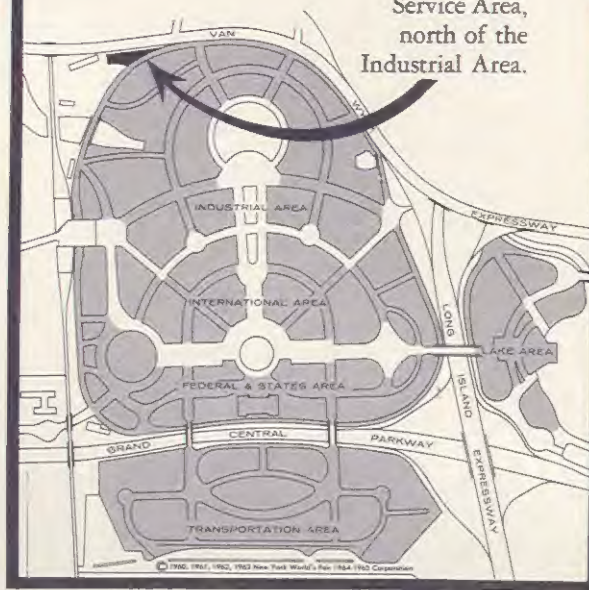 Service Area,
north of the
Industrial Area.
VAN WYCK EXPRESSWAY
INDUSTRIAL AREA
INTERNATIONAL AREA
LONG ISLAND EXPRESSWAY
LAKE AREA
FEDERAL & STATES AREA
GRAND CENTRAL PARKWAY
TRANSPORTATION AREA
© 1960, 1961, 1962, 1963 New York World's Fair 1964-1965 Corporation